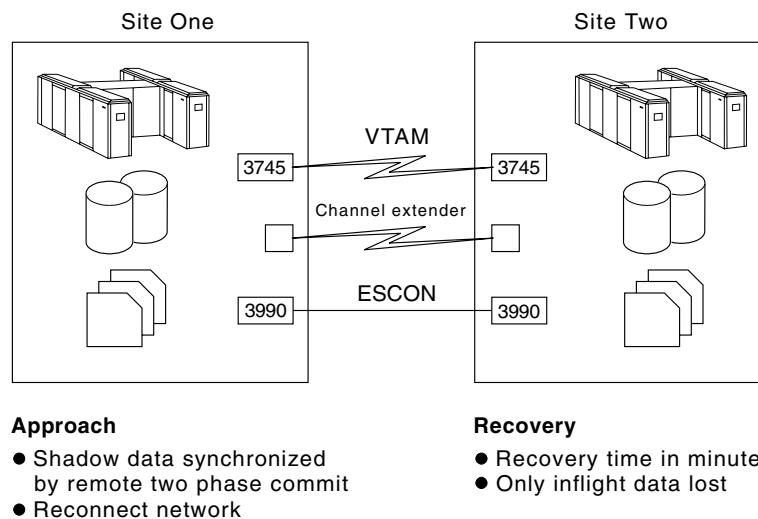 Site One
Site Two
VTAM
3745
3745
Channel extender
ESCON
3990
3990
Approach
● Shadow data synchronized
by remote two phase commit
● Reconnect network
Recovery
● Recovery time in minute
● Only inflight data lost